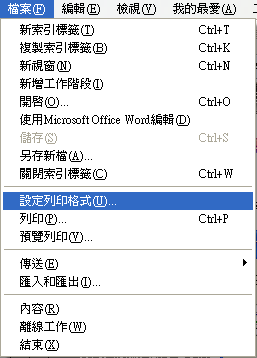 檔案(F) 編輯(E) 檢視(V) 我的最愛(A)
新索引標籤(T) Ctrl+T
複製索引標籤(B) Ctrl+K
新視窗(N) Ctrl+N
新增工作階段(I)
開啓(O)... Ctrl+O
使用Microsoft Office Word編輯(D)
儲存(S) Ctrl+S
另存新檔(A)...
關閉索引標籤(C) Ctrl+W
設定列印格式(U)...
列印(P)... Ctrl+P
預覽列印(V)...
傳送(E)
匯入和匯出(I)...
內容(R)
離線工作(W)
結束(X)